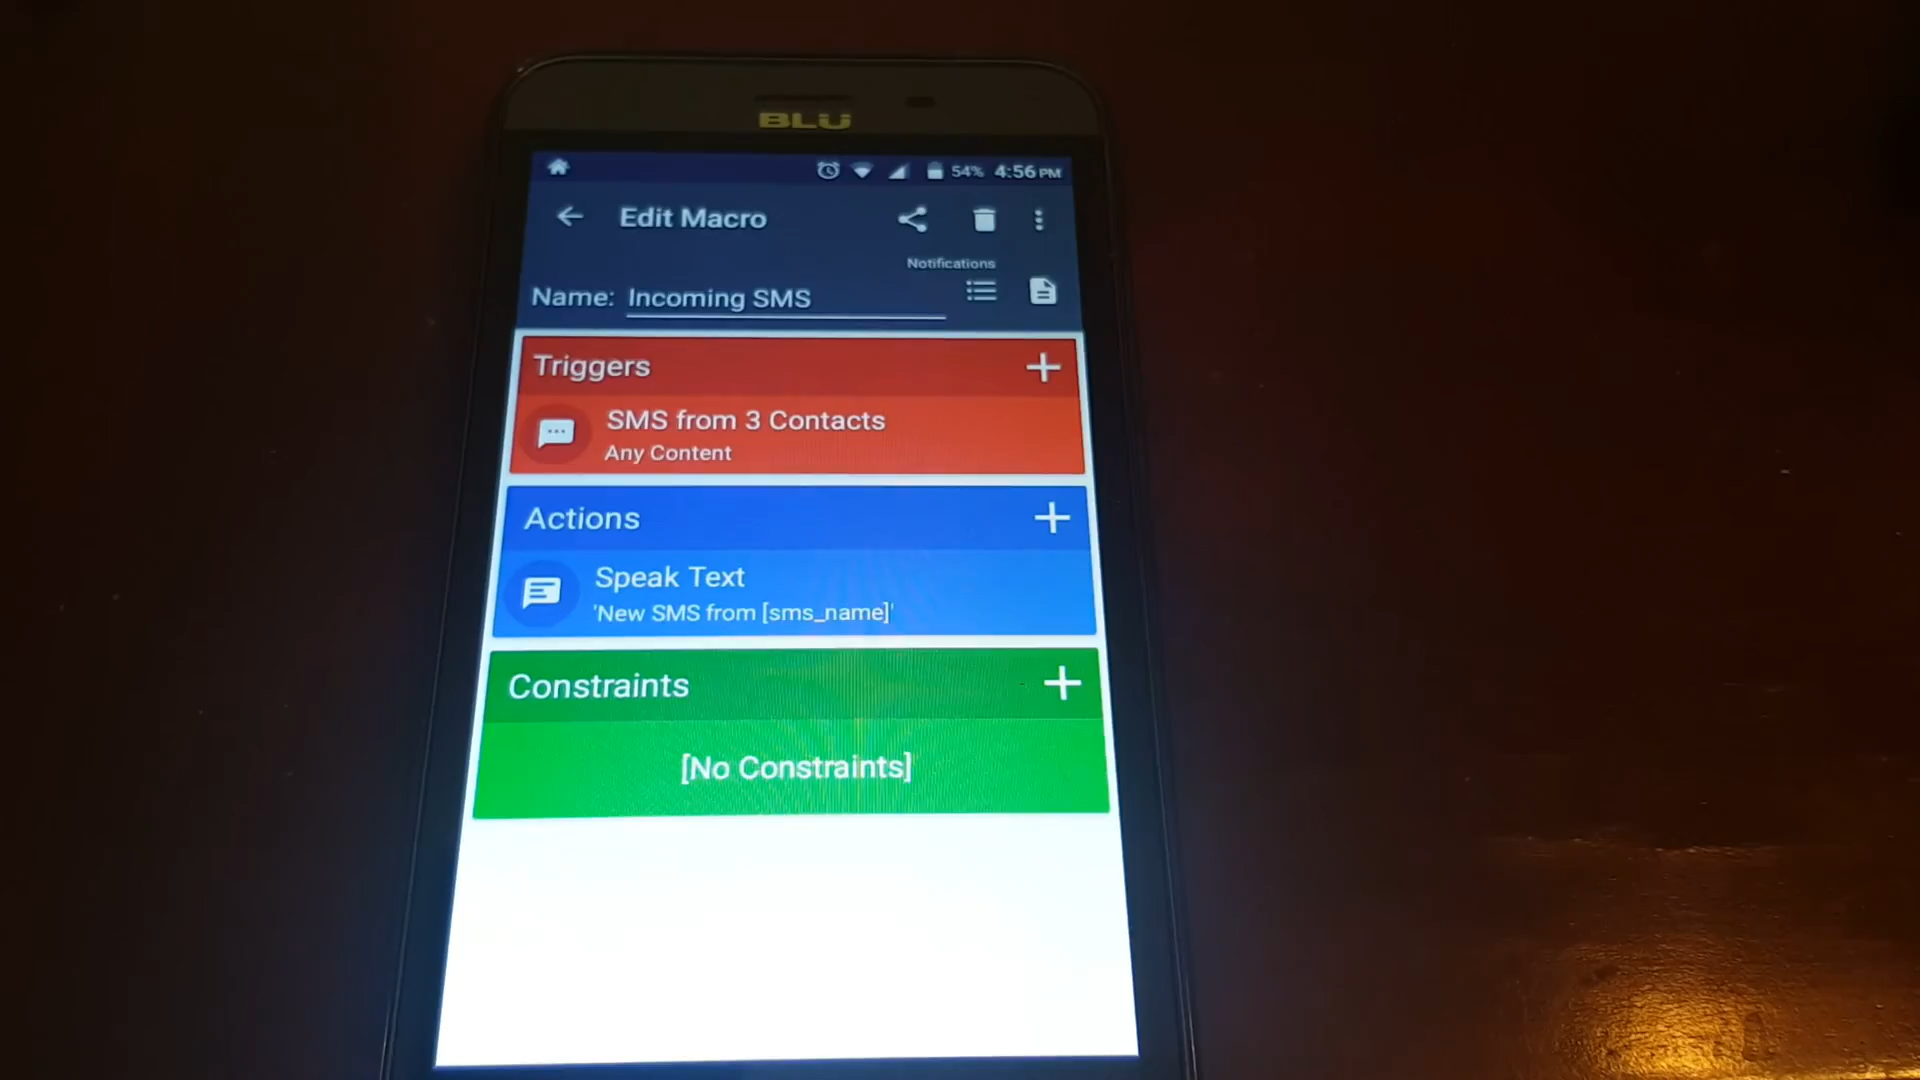 BLU
54% 4:56 PM
Edit Macro
Notifications
Name: Incoming SMS
Triggers
SMS from 3 Contacts
Any Content
Actions
Speak Text
'New SMS from [sms_name]'
Constraints
[No Constraints]